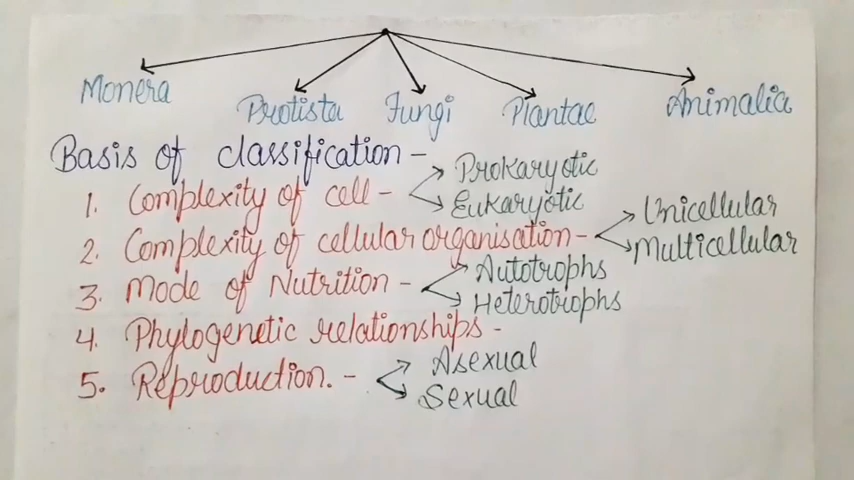 Monera Protista Fungi Plantae Animalia
Basis of classification -
1. Complexity of cell - Prokaryotic
Eukaryotic
2. Complexity of cellular organisation - Unicellular
Multicellular
3. Mode of Nutrition - Autotrophs
Heterotrophs
4. Phylogenetic relationships -
5. Reproduction. - Asexual
Sexual